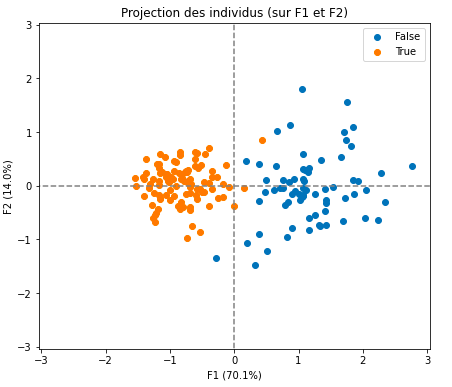 Projection des individus (sur F1 et F2)
3
False
True
2
1
F2 (14.0%)
0
−1
−2
−3
−3 −2 −1 0 1 2 3
F1 (70.1%)